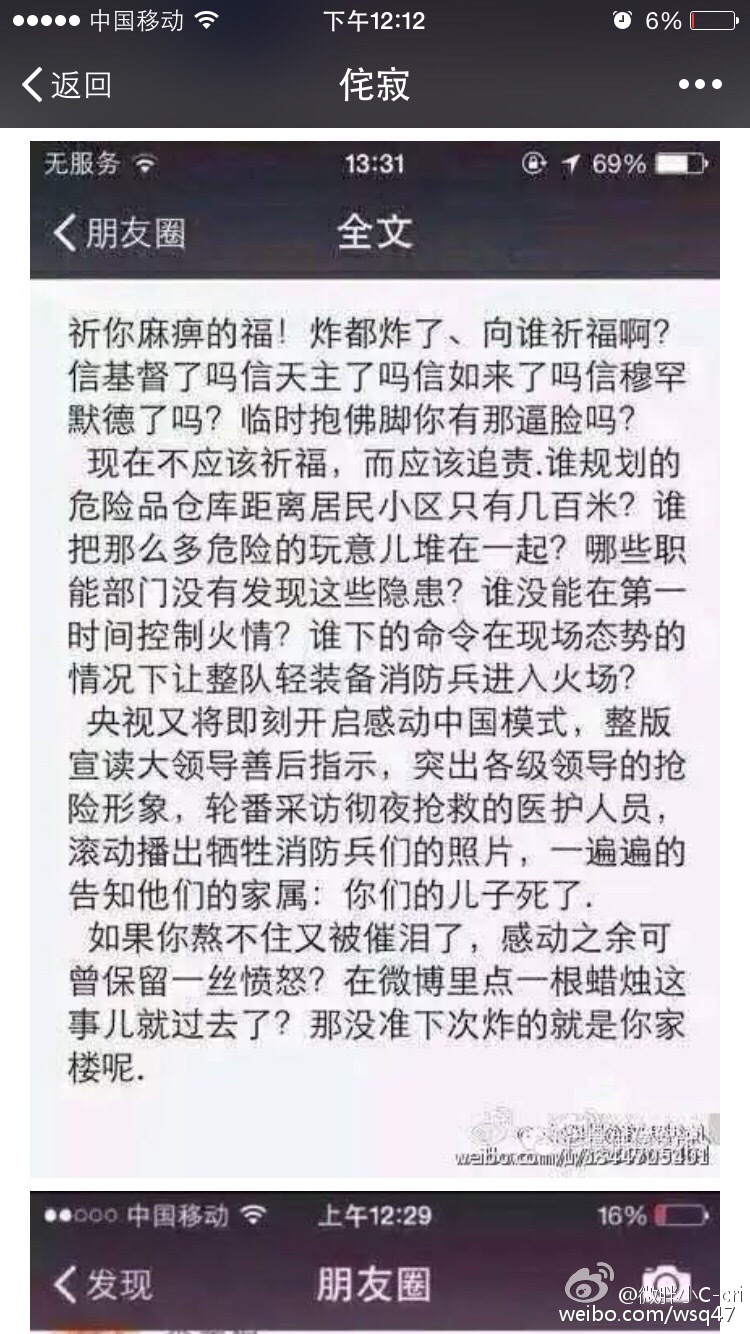 中国移动 下午12:12 6%
返回 侘寂
无服务 13:31 69%
朋友圈 全文
祈你麻痹的福！炸都炸了、向谁祈福啊？
信基督了吗信天主了吗信如来了吗信穆罕
默德了吗？临时抱佛脚你有那逼脸吗？
现在不应该祈福，而应该追责.谁规划的
危险品仓库距离居民小区只有几百米？谁
把那么多危险的玩意儿堆在一起？哪些职
能部门没有发现这些隐患？谁没能在第一
时间控制火情？谁下的命令在现场态势的
情况下让整队轻装备消防兵进入火场？
央视又将即刻开启感动中国模式，整版
宣读大领导善后指示，突出各级领导的抢
险形象，轮番采访彻夜抢救的医护人员，
滚动播出牺牲消防兵们的照片，一遍遍的
告知他们的家属：你们的儿子死了.
如果你熬不住又被催泪了，感动之余可
曾保留一丝愤怒？在微博里点一根蜡烛这
事儿就过去了？那没准下次炸的就是你家
楼呢.
中国移动 上午12:29 16%
发现 朋友圈
@微胖小C-cri
weibo.com/wsq47